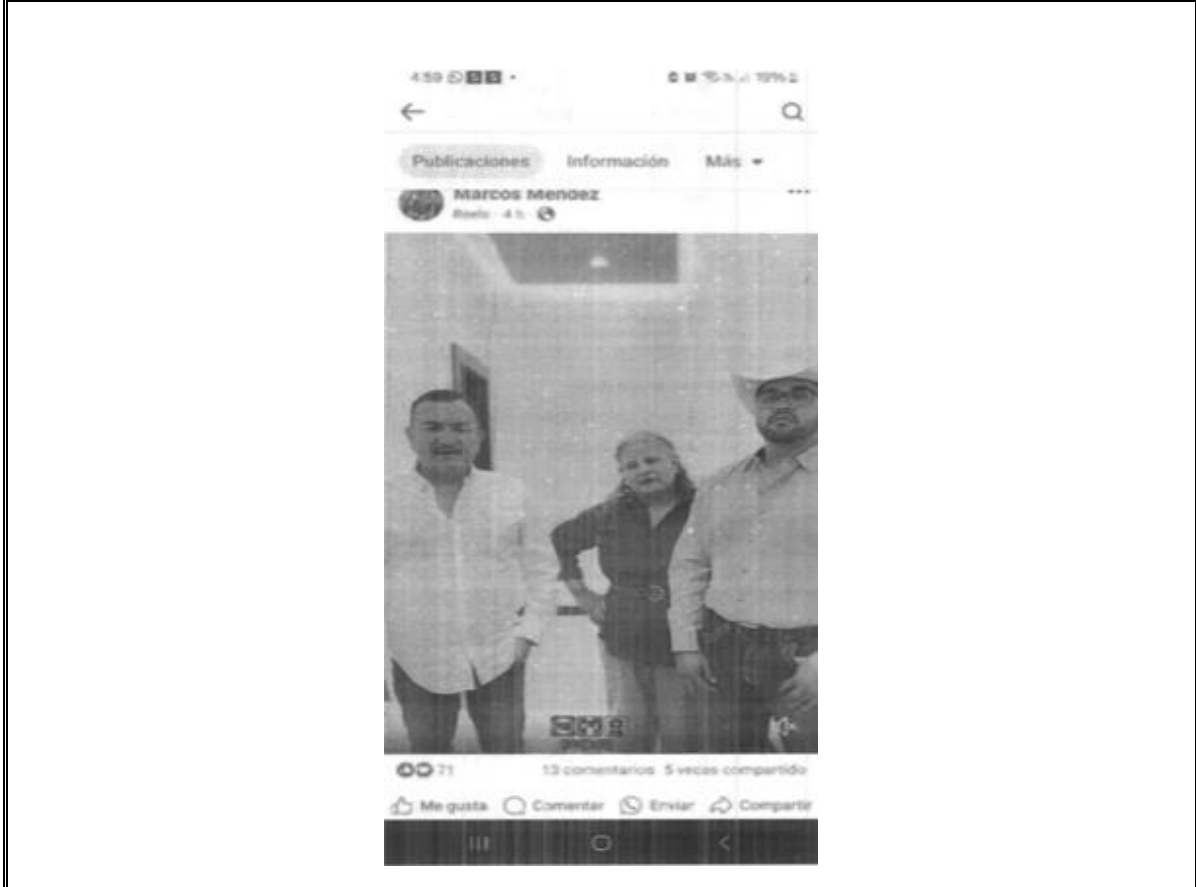 4:59
19%
Publicaciones Información Más
Marcos Mendez
Reels · 4 h ·
71 13 comentarios 5 veces compartido
Me gusta Comentar Enviar Compartir